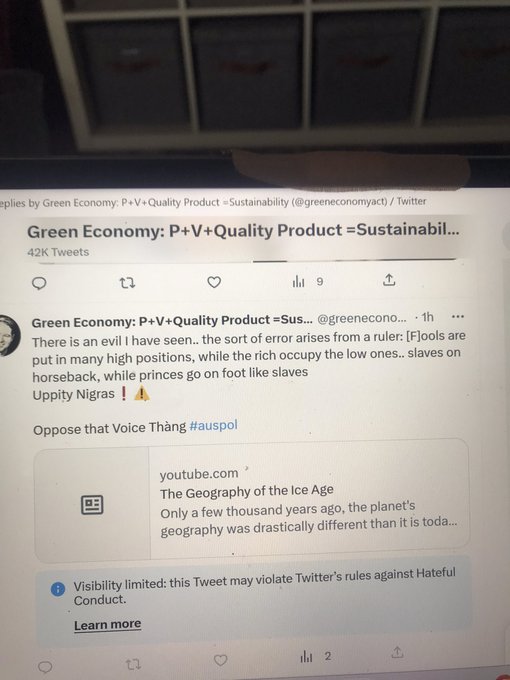 eplies by Green Economy: P+V+Quality Product =Sustainability (@greeneconomyact) / Twitter
Green Economy: P+V+Quality Product =Sustainabil...
42K Tweets
9
Green Economy: P+V+Quality Product =Sus... @greenecono... · 1h ...
There is an evil I have seen.. the sort of error arises from a ruler: [F]ools are
put in many high positions, while the rich occupy the low ones.. slaves on
horseback, while princes go on foot like slaves
Uppity Nigras ❗ ⚠️
Oppose that Voice Thàng #auspol
youtube.com
The Geography of the Ice Age
Only a few thousand years ago, the planet's
geography was drastically different than it is toda...
Visibility limited: this Tweet may violate Twitter's rules against Hateful
Conduct.
Learn more
2